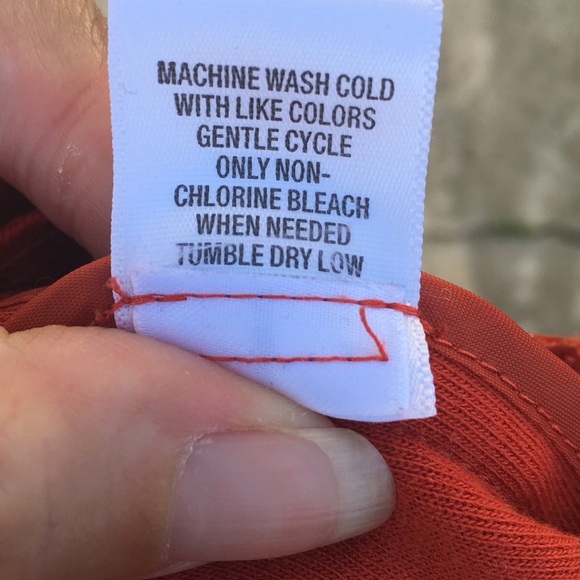 MACHINE WASH COLD
WITH LIKE COLORS
GENTLE CYCLE
ONLY NON-
CHLORINE BLEACH
WHEN NEEDED
TUMBLE DRY LOW